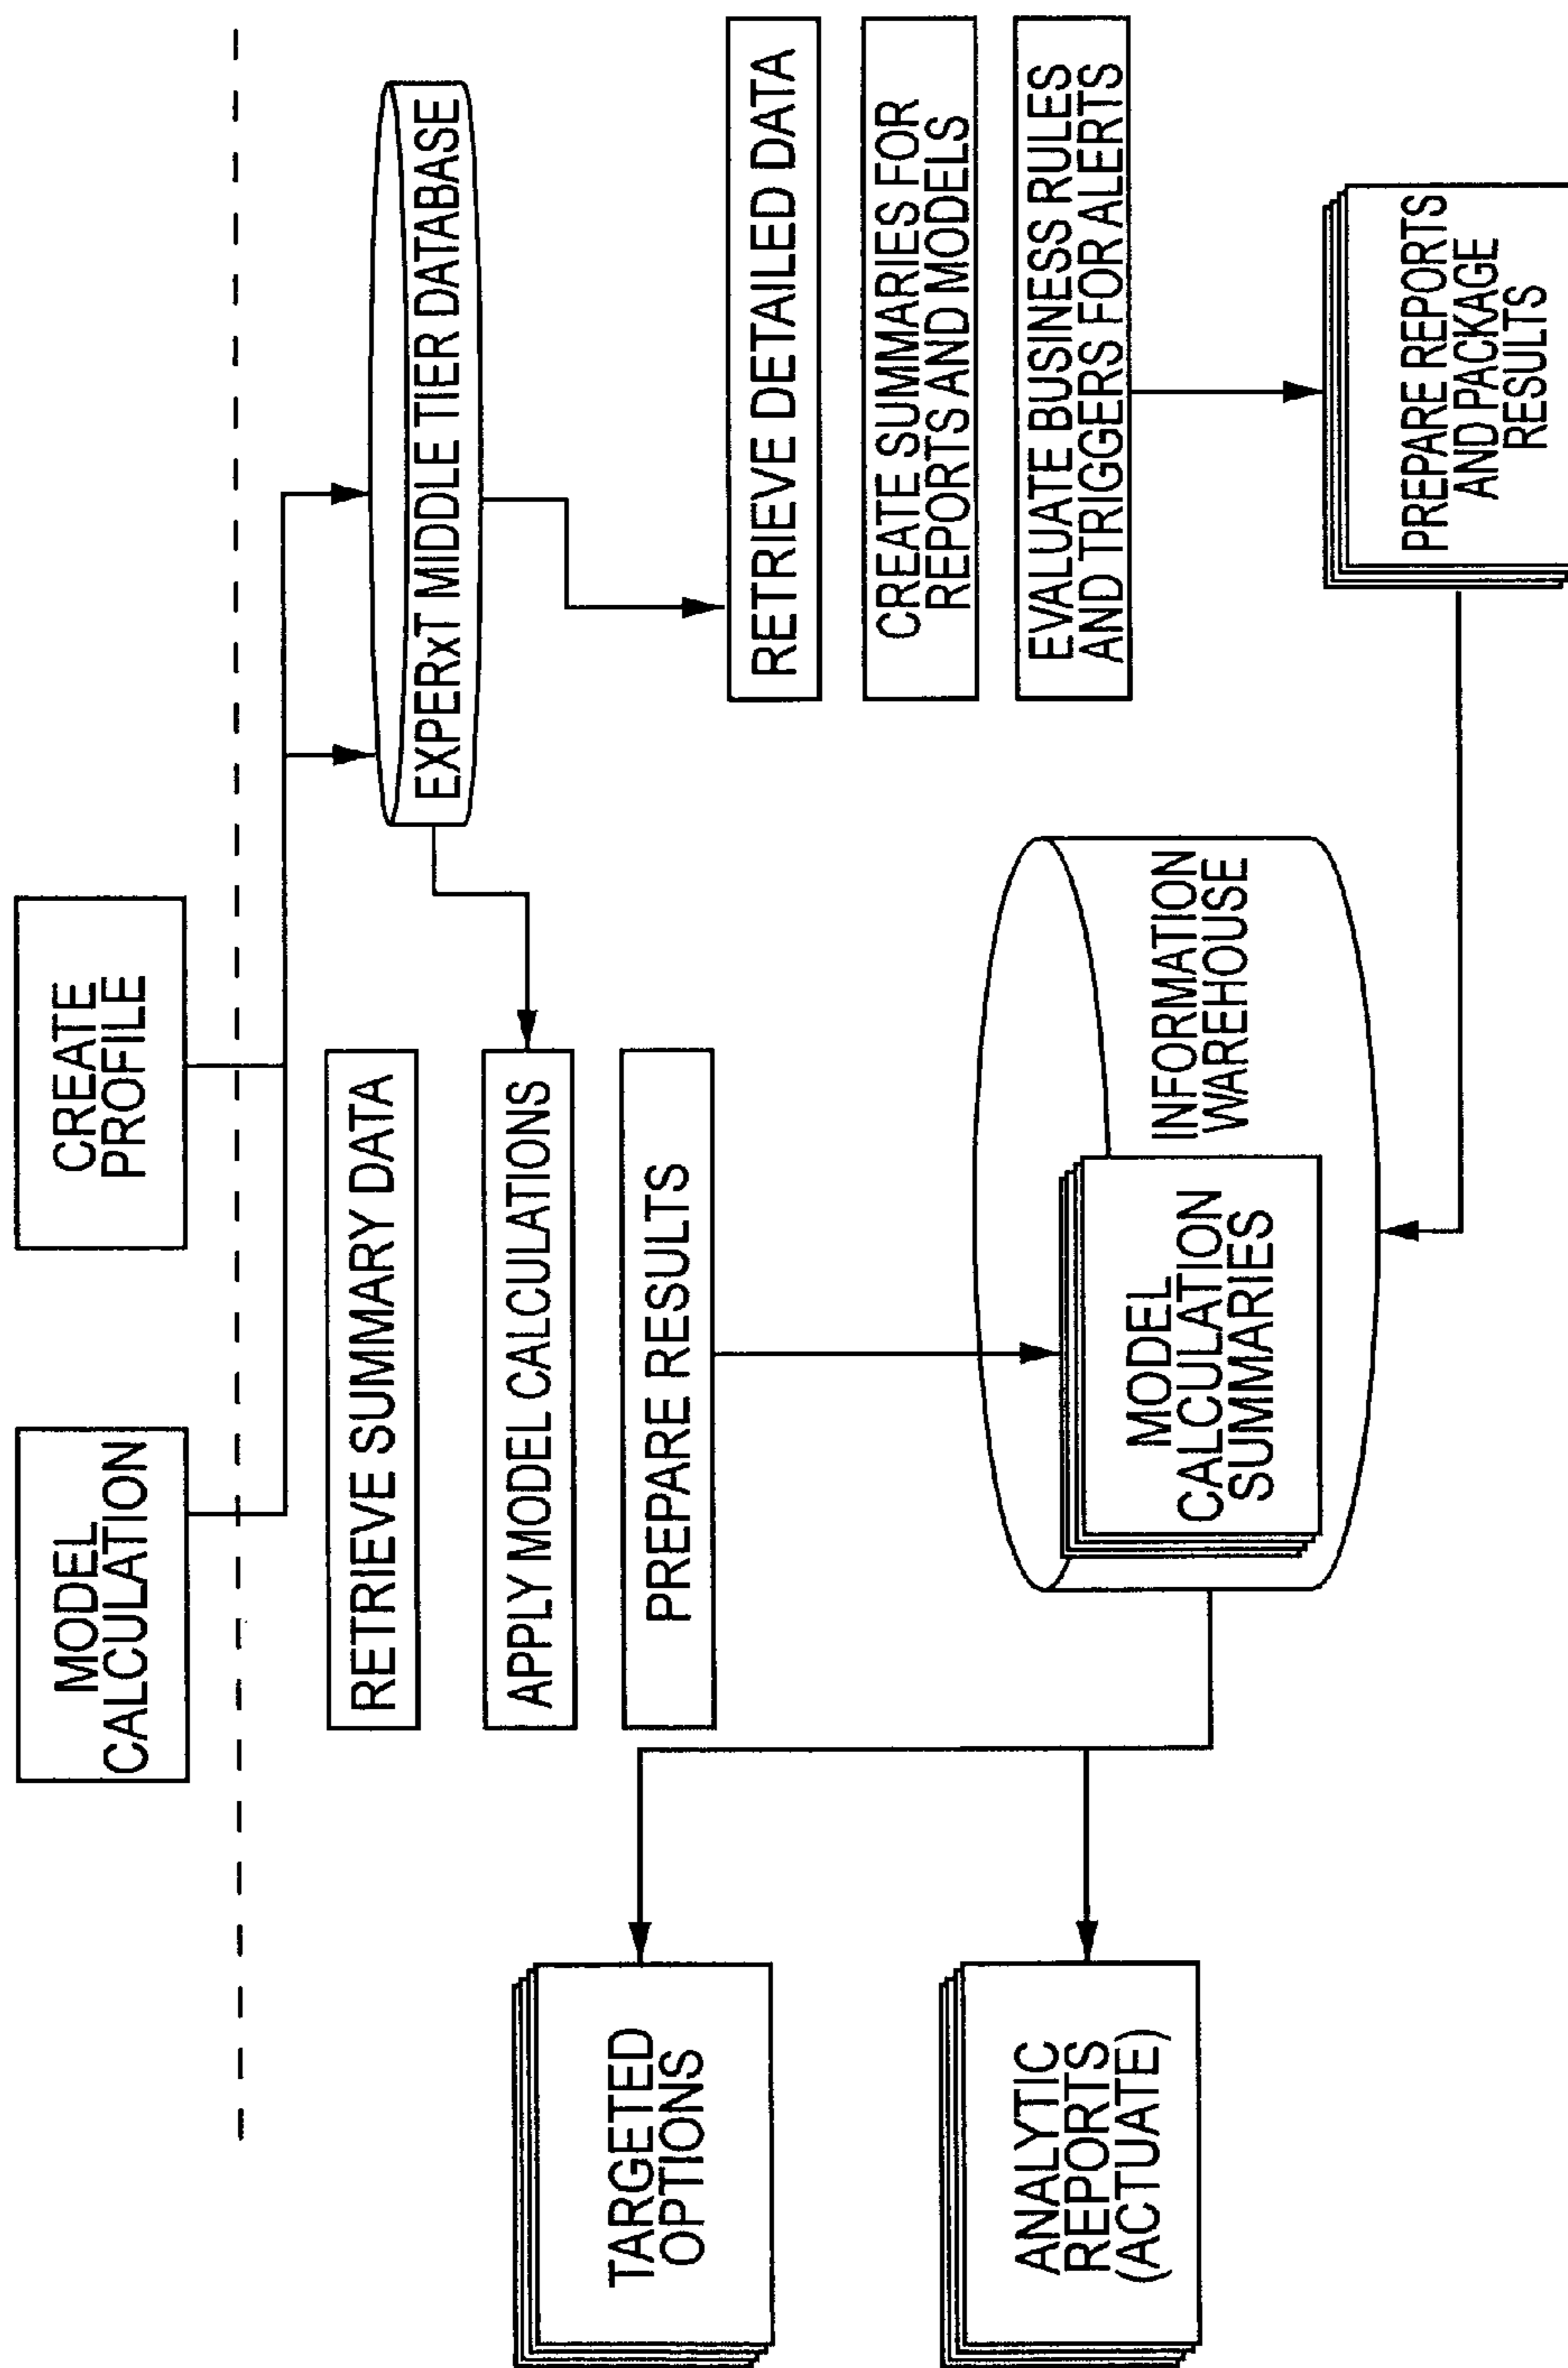 MODEL
CALCULATION
CREATE
PROFILE
EXPERxT MIDDLE TIER DATABASE
RETRIEVE SUMMARY DATA
APPLY MODEL CALCULATIONS
PREPARE RESULTS
RETRIEVE DETAILED DATA
CREATE SUMMARIES FOR
REPORTS AND MODELS
EVALUATE BUSINESS RULES
AND TRIGGERS FOR ALERTS
TARGETED
OPTIONS
ANALYTIC
REPORTS
(ACTUATE)
MODEL
CALCULATION
SUMMARIES
INFORMATION
WAREHOUSE
PREPARE REPORTS
AND PACKAGE
RESULTS